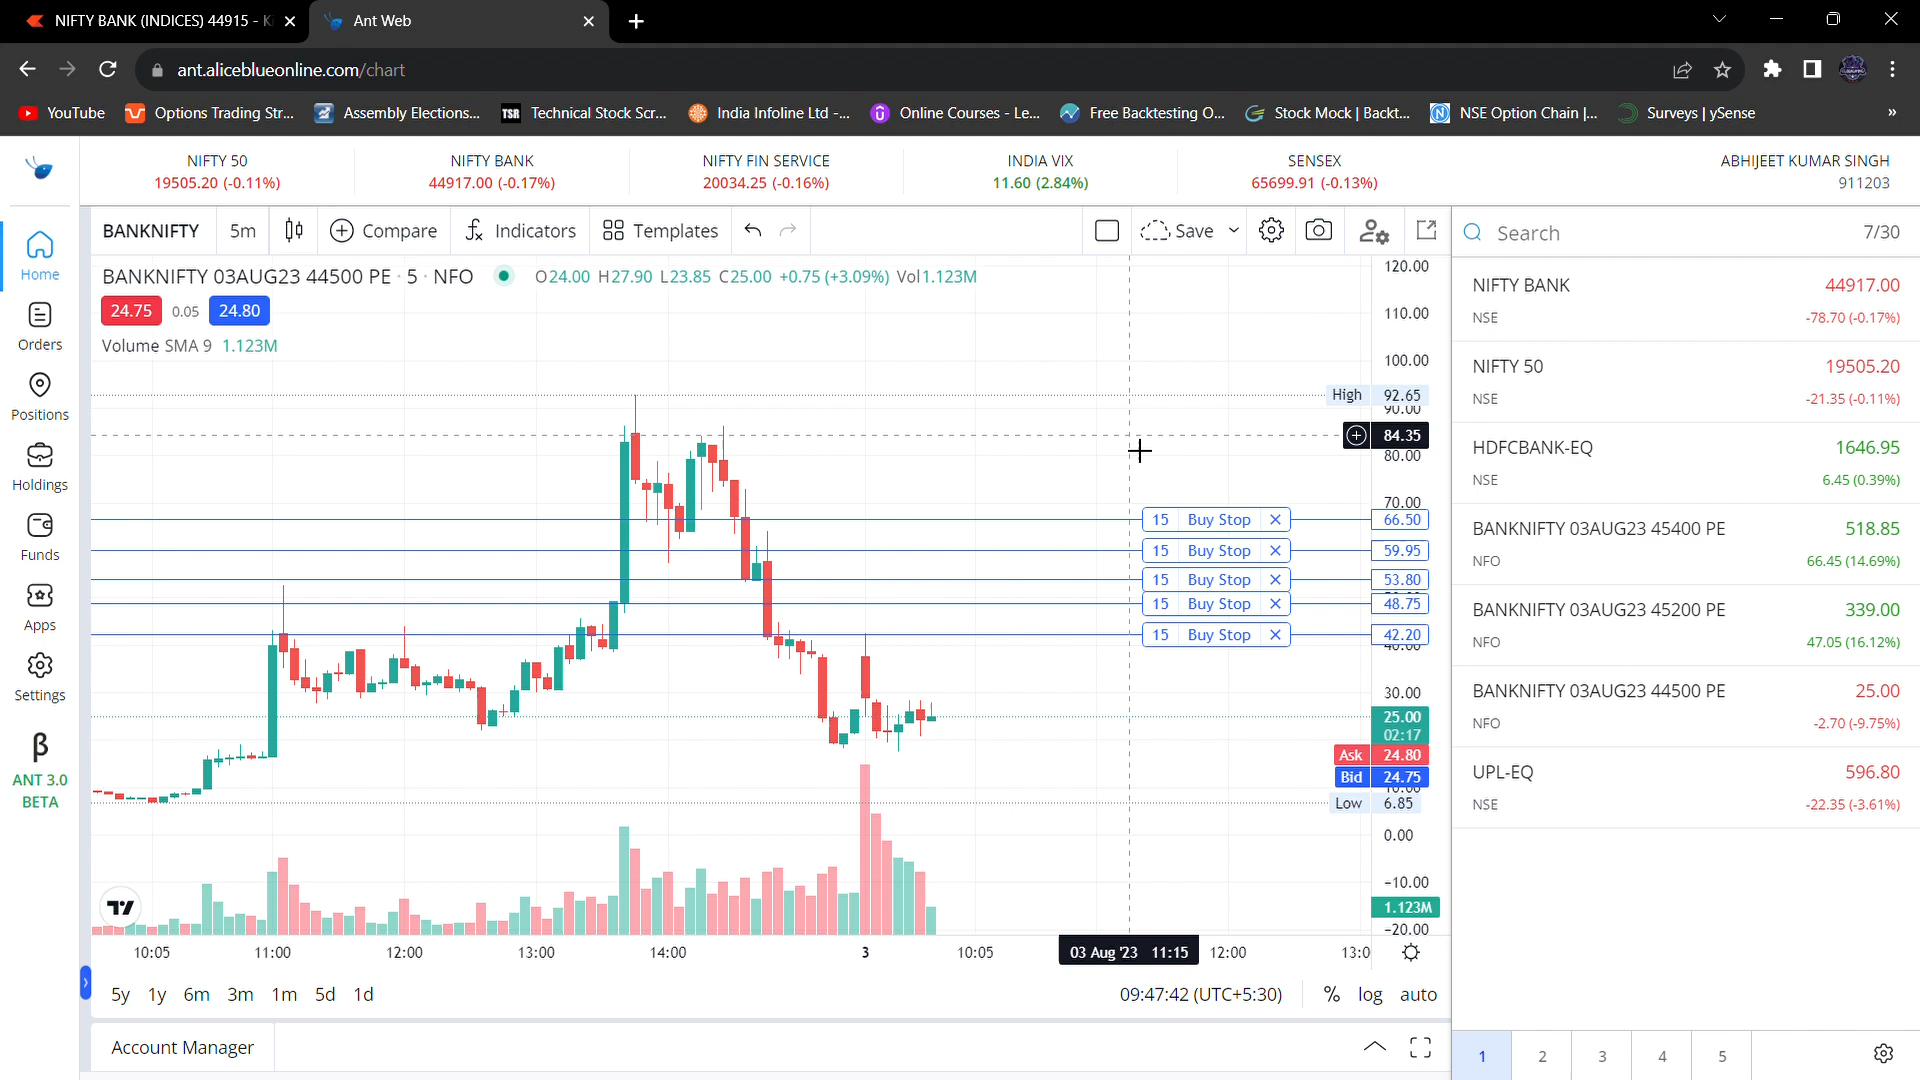 NIFTY BANK (INDICES) 44915 - Ki
Ant Web
ant.aliceblueonline.com/chart
YouTube
Options Trading Str...
Assembly Elections...
TSR
Technical Stock Scr...
India Infoline Ltd -...
Online Courses - Le...
Free Backtesting O...
Stock Mock | Backt...
NSE Option Chain |...
Surveys | ySense
»
NIFTY 50
19505.20 (-0.11%)
NIFTY BANK
44917.00 (-0.17%)
NIFTY FIN SERVICE
20034.25 (-0.16%)
INDIA VIX
11.60 (2.84%)
SENSEX
65699.91 (-0.13%)
ABHIJEET KUMAR SINGH
911203
Home
Orders
Positions
Holdings
Funds
Apps
Settings
β
ANT 3.0
BETA
BANKNIFTY
5m
Compare
Indicators
Templates
Save
BANKNIFTY 03AUG23 44500 PE · 5 · NFO
O24.00 H27.90 L23.85 C25.00 +0.75 (+3.09%) Vol1.123M
24.75
0.05
24.80
Volume SMA 9 1.123M
120.00
110.00
100.00
High 92.65
90.00
84.35
80.00
70.00
15 Buy Stop × 66.50
15 Buy Stop × 59.95
15 Buy Stop × 53.80
15 Buy Stop × 48.75
15 Buy Stop × 42.20
40.00
30.00
25.00
02:17
Ask 24.80
Bid 24.75
10.00
Low 6.85
0.00
-10.00
1.123M
-20.00
10:05
11:00
12:00
13:00
14:00
3
10:05
03 Aug '23 11:15
12:00
13:0
5y 1y 6m 3m 1m 5d 1d
09:47:42 (UTC+5:30)
% log auto
Account Manager
Search
7/30
NIFTY BANK 44917.00
NSE -78.70 (-0.17%)
NIFTY 50 19505.20
NSE -21.35 (-0.11%)
HDFCBANK-EQ 1646.95
NSE 6.45 (0.39%)
BANKNIFTY 03AUG23 45400 PE 518.85
NFO 66.45 (14.69%)
BANKNIFTY 03AUG23 45200 PE 339.00
NFO 47.05 (16.12%)
BANKNIFTY 03AUG23 44500 PE 25.00
NFO -2.70 (-9.75%)
UPL-EQ 596.80
NSE -22.35 (-3.61%)
1 2 3 4 5